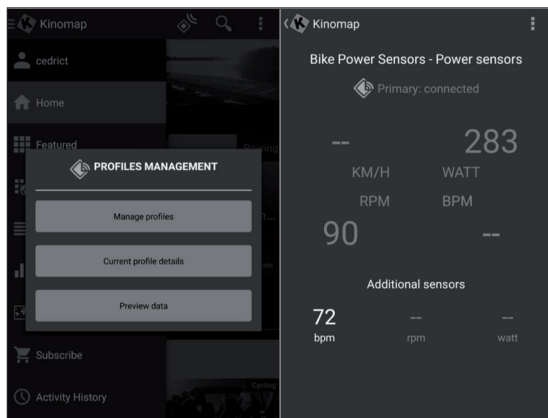 Kinomap
cedrict
Home
Featured
Rowing
PROFILES MANAGEMENT
Manage profiles
Current profile details
Preview data
Subscribe
Activity History
Cycling
Kinomap
Bike Power Sensors - Power sensors
Primary: connected
-- 283
KM/H WATT
RPM BPM
90 --
Additional sensors
72 -- --
bpm rpm watt